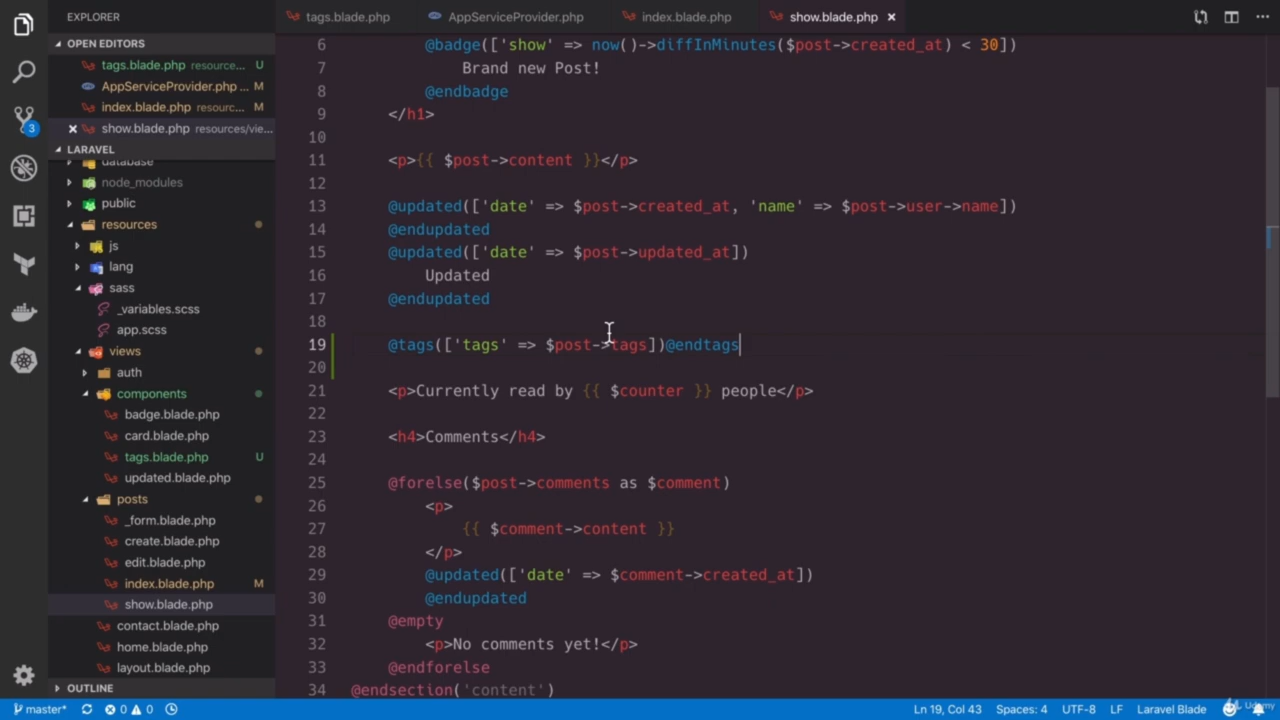 EXPLORER
OPEN EDITORS
tags.blade.php resource... U
AppServiceProvider.php ... M
index.blade.php resourc... M
show.blade.php resources/vie...
LARAVEL
database
node_modules
public
resources
js
lang
sass
_variables.scss
app.scss
views
auth
components
badge.blade.php
card.blade.php
tags.blade.php U
updated.blade.php
posts
_form.blade.php
create.blade.php
edit.blade.php
index.blade.php M
show.blade.php
contact.blade.php
home.blade.php
layout.blade.php
OUTLINE
3
tags.blade.php AppServiceProvider.php index.blade.php show.blade.php
6 @badge(['show' => now()->diffInMinutes($post->created_at) < 30])
7 Brand new Post!
8 @endbadge
9 </h1>
10
11 <p>{{ $post->content }}</p>
12
13 @updated(['date' => $post->created_at, 'name' => $post->user->name])
14 @endupdated
15 @updated(['date' => $post->updated_at])
16 Updated
17 @endupdated
18
19 @tags(['tags' => $post->tags])@endtags
20
21 <p>Currently read by {{ $counter }} people</p>
22
23 <h4>Comments</h4>
24
25 @forelse($post->comments as $comment)
26 <p>
27 {{ $comment->content }}
28 </p>
29 @updated(['date' => $comment->created_at])
30 @endupdated
31 @empty
32 <p>No comments yet!</p>
33 @endforelse
34 @endsection('content')
master* 0 0 Ln 19, Col 43 Spaces: 4 UTF-8 LF Laravel Blade
Udemy